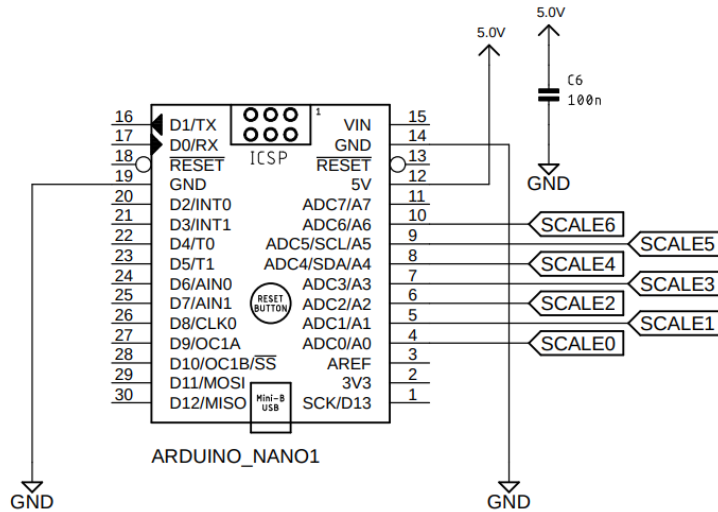 5.0V
5.0V
C6
100n
GND
1
ICSP
16 D1/TX VIN 15
17 D0/RX GND 14
18 RESET RESET 13
19 GND 5V 12
20 D2/INT0 ADC7/A7 11
21 D3/INT1 ADC6/A6 10 SCALE6
22 D4/T0 ADC5/SCL/A5 9 SCALE5
23 D5/T1 ADC4/SDA/A4 8 SCALE4
24 D6/AIN0 ADC3/A3 7 SCALE3
25 D7/AIN1 ADC2/A2 6 SCALE2
26 D8/CLK0 ADC1/A1 5 SCALE1
27 D9/OC1A ADC0/A0 4 SCALE0
28 D10/OC1B/SS AREF 3
29 D11/MOSI 3V3 2
30 D12/MISO SCK/D13 1
RESET
BUTTON
Mini-B
USB
ARDUINO_NANO1
GND
GND